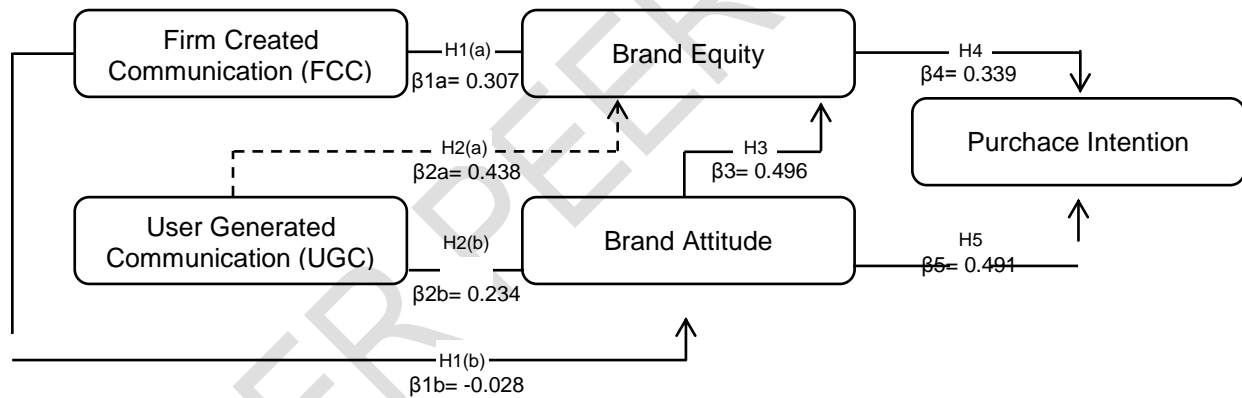 Firm Created
Communication (FCC)
H1(a)
β1a= 0.307
Brand Equity
H4
β4= 0.339
Purchace Intention
H2(a)
β2a= 0.438
H3
β3= 0.496
User Generated
Communication (UGC)
H2(b)
β2b= 0.234
Brand Attitude
H5
β5= 0.491
H1(b)
β1b= -0.028
ER PEER